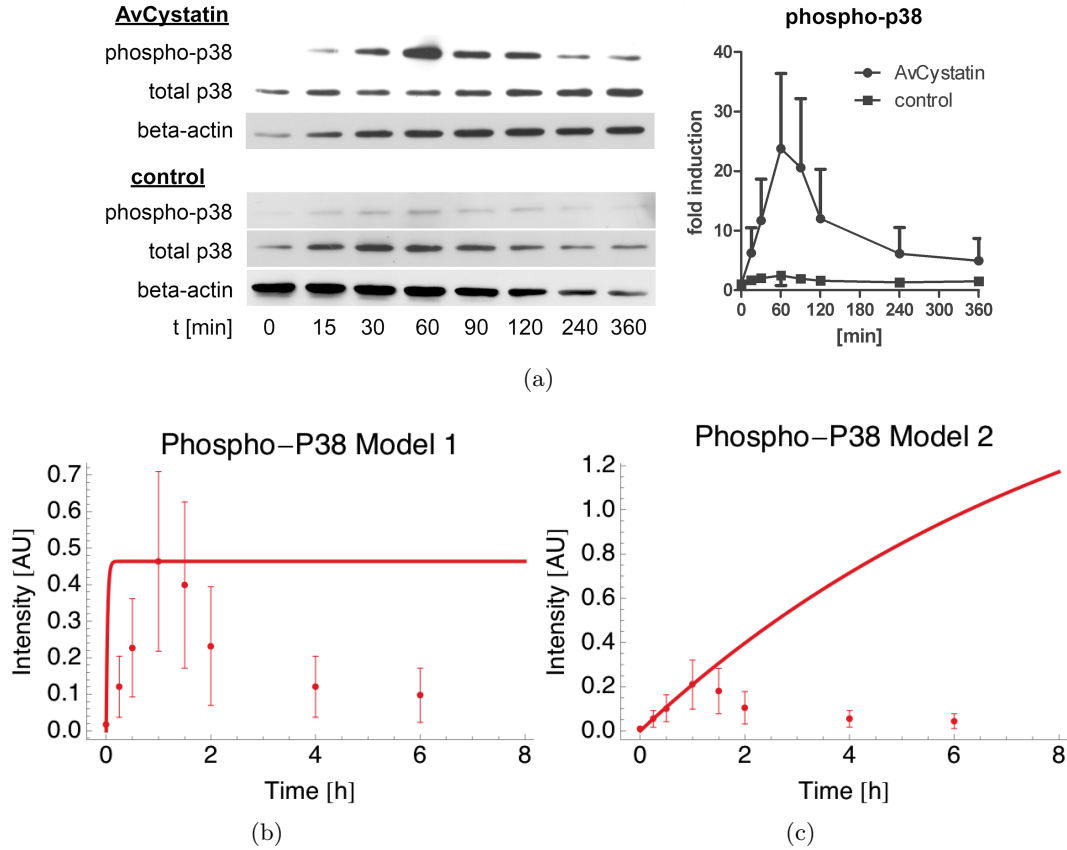 AvCystatin
phospho-p38
total p38
beta-actin
control
phospho-p38
total p38
beta-actin
t [min] 0 15 30 60 90 120 240 360
phospho-p38
40
30
20
10
0
fold induction
AvCystatin
control
0 60 120 180 240 300 360
[min]
(a)
Phospho−P38 Model 1
0.7
0.6
0.5
0.4
0.3
0.2
0.1
0.0
Intensity [AU]
0 2 4 6 8
Time [h]
(b)
Phospho−P38 Model 2
1.2
1.0
0.8
0.6
0.4
0.2
0.0
Intensity [AU]
0 2 4 6 8
Time [h]
(c)